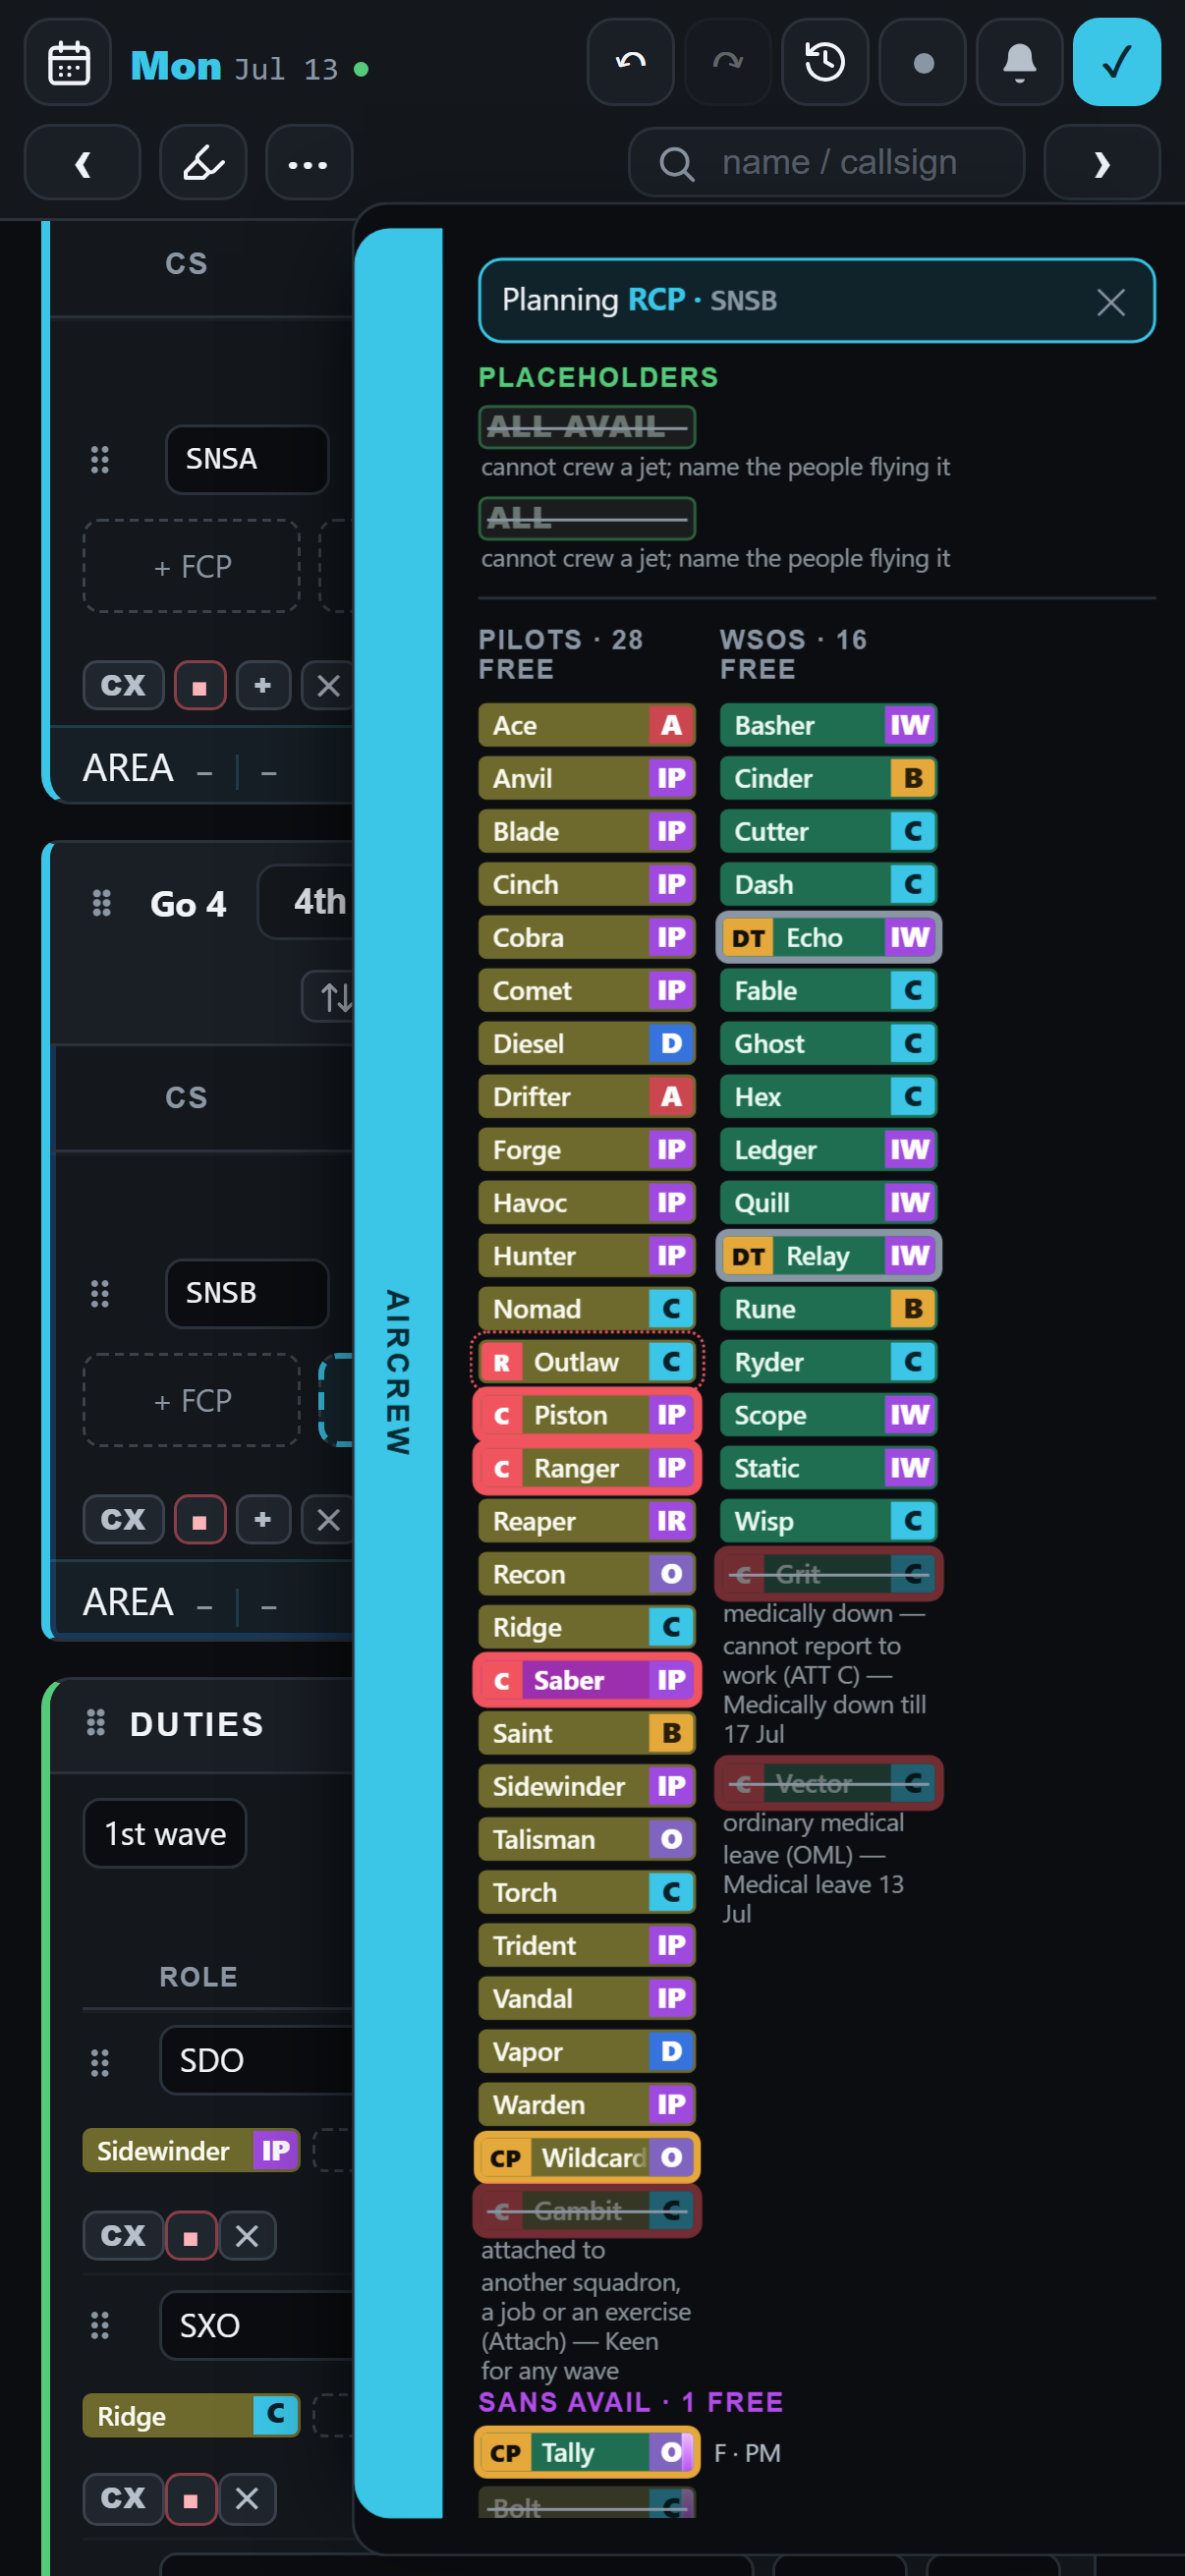 Mon Jul 13
name / callsign
CS
SNSA
+ FCP
CX +
AREA – –
Go 4 4th
CS
SNSB
+ FCP
CX +
AREA – –
DUTIES
1st wave
ROLE
SDO
Sidewinder IP
CX
SXO
Ridge C
CX
AIRCREW
Planning RCP · SNSB
PLACEHOLDERS
ALL AVAIL
cannot crew a jet; name the people flying it
ALL
cannot crew a jet; name the people flying it
PILOTS · 28
FREE
Ace A
Anvil IP
Blade IP
Cinch IP
Cobra IP
Comet IP
Diesel D
Drifter A
Forge IP
Havoc IP
Hunter IP
Nomad C
R Outlaw C
C Piston IP
C Ranger IP
Reaper IR
Recon O
Ridge C
C Saber IP
Saint B
Sidewinder IP
Talisman O
Torch C
Trident IP
Vandal IP
Vapor D
Warden IP
CP Wildcard O
C Gambit C
attached to
another squadron,
a job or an exercise
(Attach) — Keen
for any wave
WSOS · 16
FREE
Basher IW
Cinder B
Cutter C
Dash C
DT Echo IW
Fable C
Ghost C
Hex C
Ledger IW
Quill IW
DT Relay IW
Rune B
Ryder C
Scope IW
Static IW
Wisp C
C Grit C
medically down —
cannot report to
work (ATT C) —
Medically down till
17 Jul
C Vector C
ordinary medical
leave (OML) —
Medical leave 13
Jul
SANS AVAIL · 1 FREE
CP Tally O F · PM
Bolt C